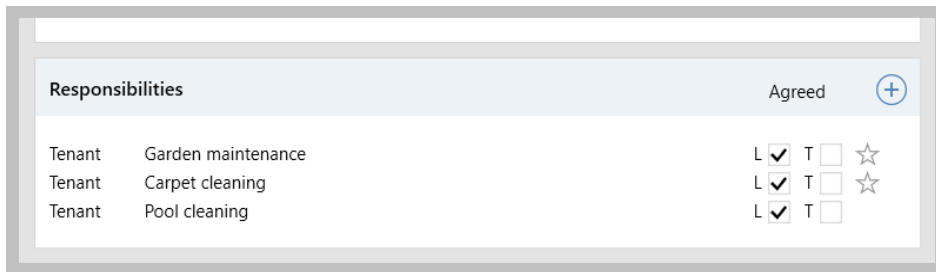 Responsibilities Agreed
Tenant Garden maintenance L T
Tenant Carpet cleaning L T
Tenant Pool cleaning L T